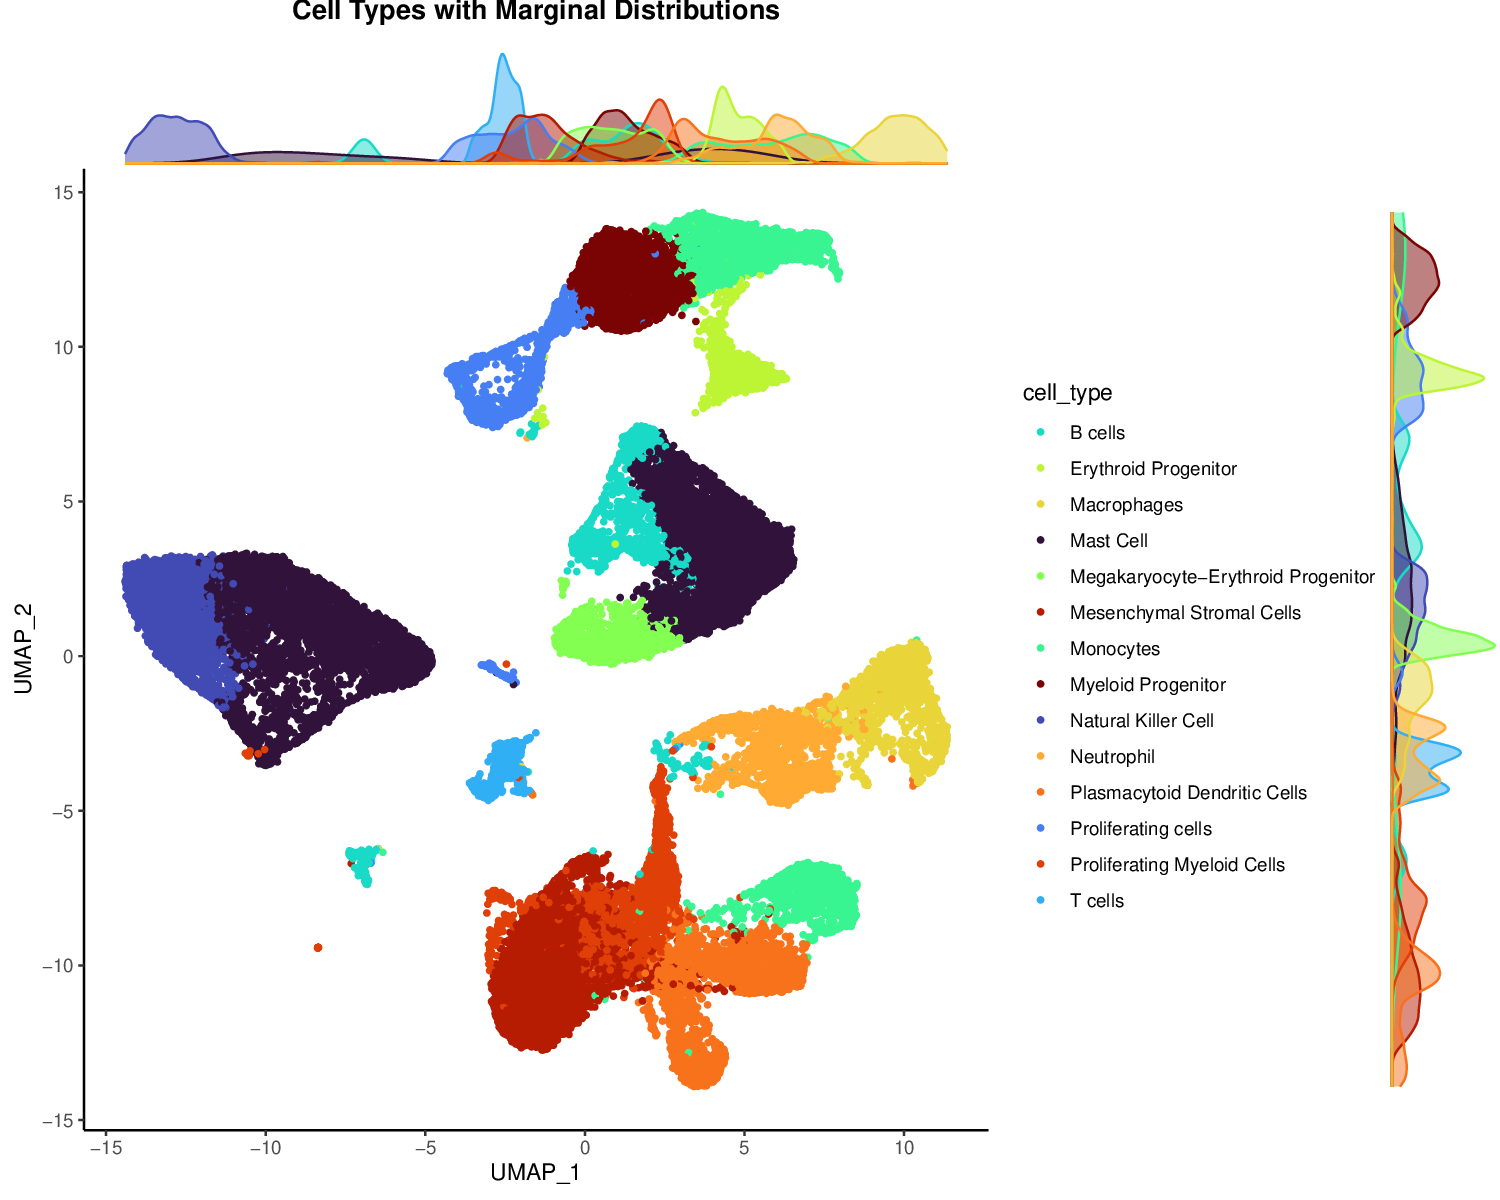 Cell Types with Marginal Distributions
15
10
5
0
−5
−10
−15
UMAP_2
−15
−10
−5
0
5
10
UMAP_1
cell_type
B cells
Erythroid Progenitor
Macrophages
Mast Cell
Megakaryocyte−Erythroid Progenitor
Mesenchymal Stromal Cells
Monocytes
Myeloid Progenitor
Natural Killer Cell
Neutrophil
Plasmacytoid Dendritic Cells
Proliferating cells
Proliferating Myeloid Cells
T cells